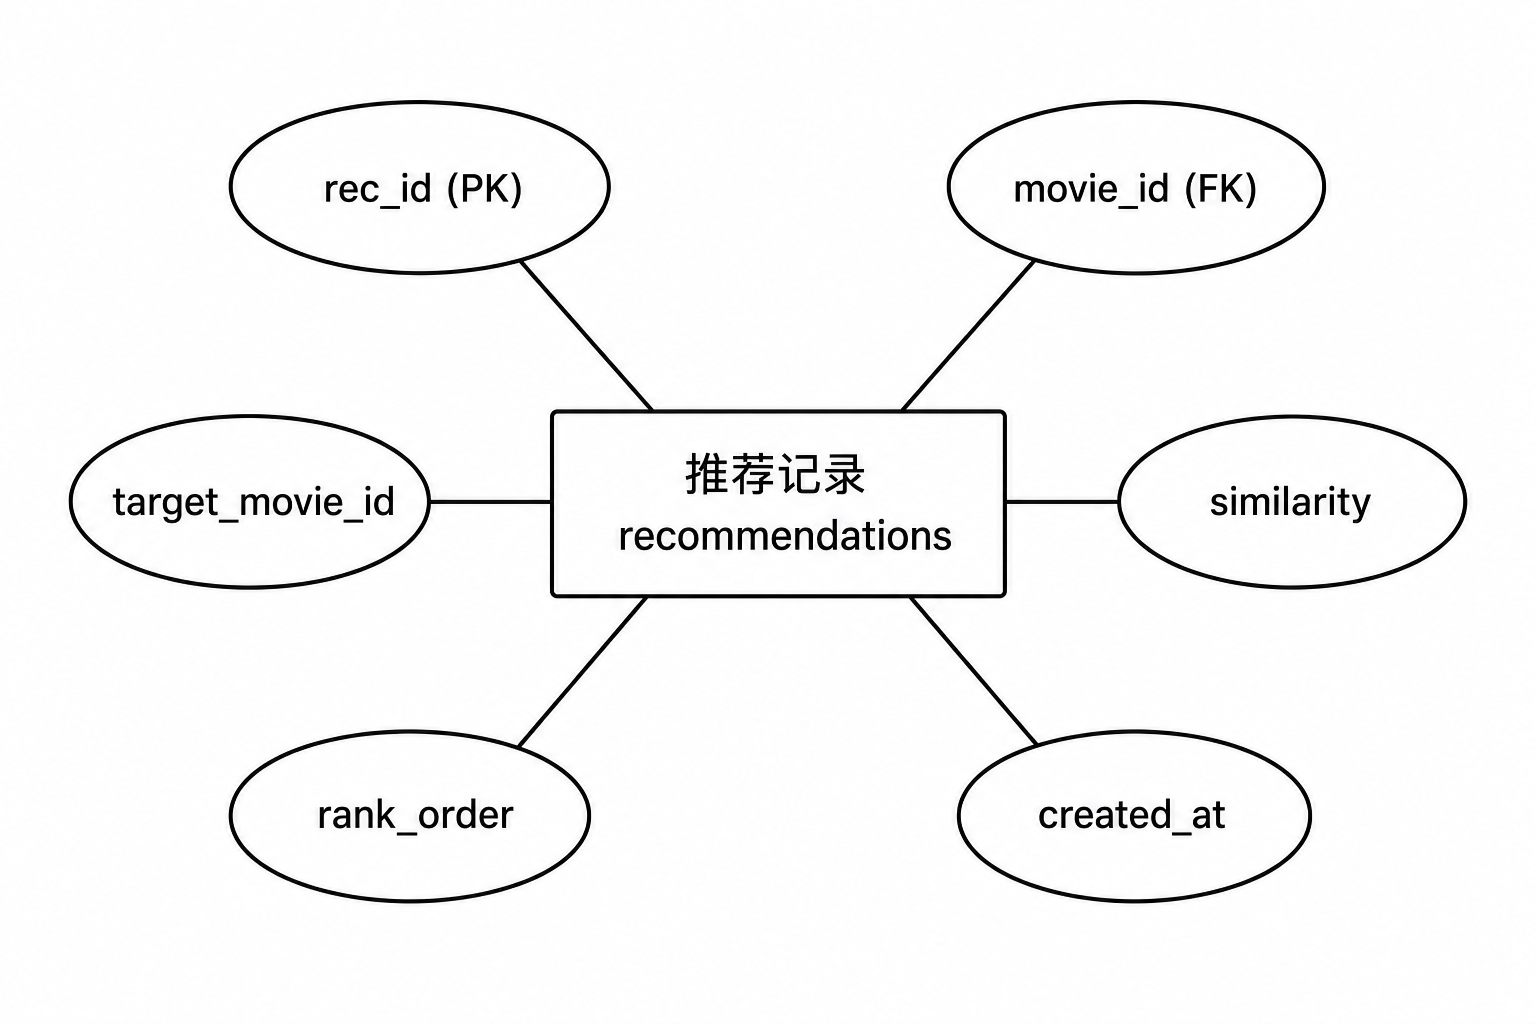 rec_id (PK)
movie_id (FK)
target_movie_id
推荐记录
recommendations
similarity
rank_order
created_at